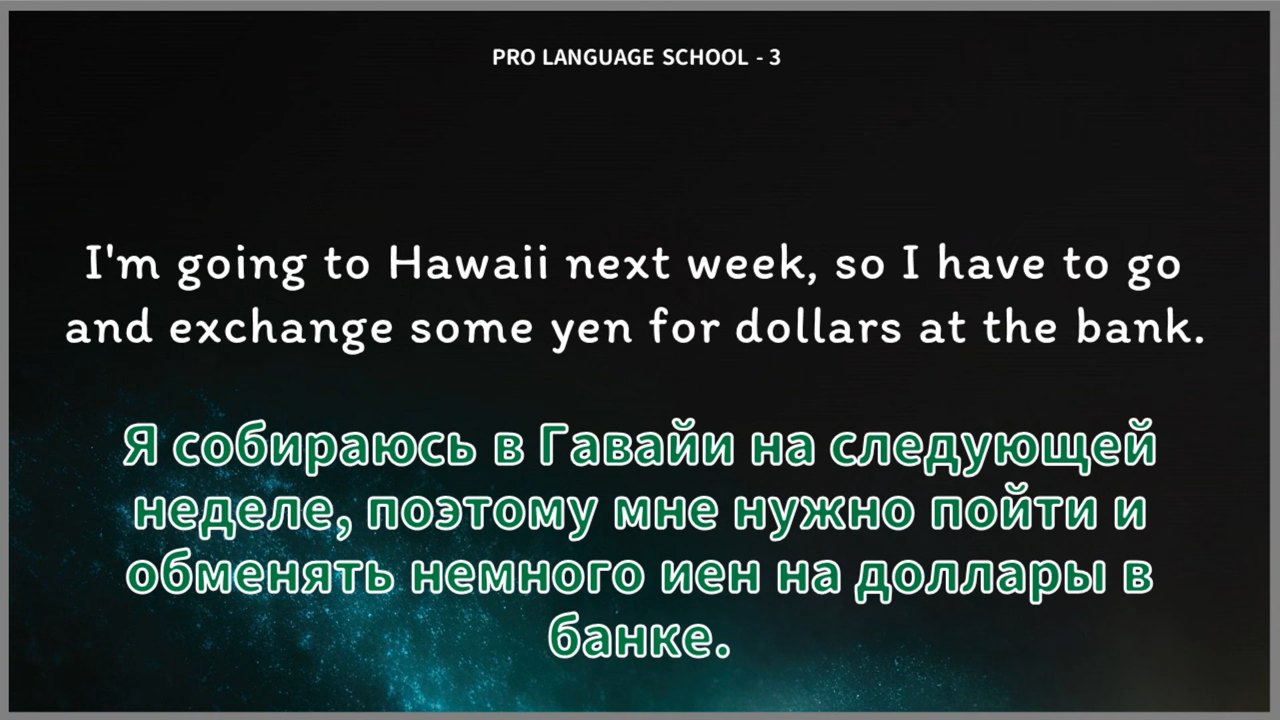 PRO LANGUAGE SCHOOL - 3
I'm going to Hawaii next week, so I have to go
and exchange some yen for dollars at the bank.
Я собираюсь в Гавайи на следующей
неделе, поэтому мне нужно пойти и
обменять немного иен на доллары в
банке.